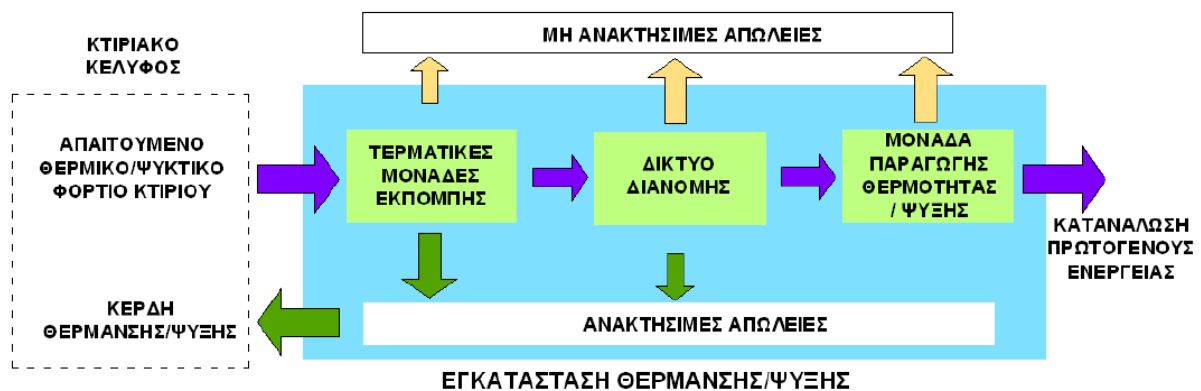 ΜΗ ΑΝΑΚΤΗΣΙΜΕΣ ΑΠΩΛΕΙΕΣ
ΚΤΙΡΙΑΚΟ
ΚΕΛΥΦΟΣ
ΑΠΑΙΤΟΥΜΕΝΟ
ΘΕΡΜΙΚΟ/ΨΥΚΤΙΚΟ
ΦΟΡΤΙΟ ΚΤΙΡΙΟΥ
ΤΕΡΜΑΤΙΚΕΣ
ΜΟΝΑΔΕΣ
ΕΚΠΟΜΠΗΣ
ΔΙΚΤΥΟ
ΔΙΑΝΟΜΗΣ
ΜΟΝΑΔΑ
ΠΑΡΑΓΩΓΗΣ
ΘΕΡΜΟΤΗΤΑΣ
/ ΨΥΞΗΣ
ΚΑΤΑΝΑΛΩΣΗ
ΠΡΩΤΟΓΕΝΟΥΣ
ΕΝΕΡΓΕΙΑΣ
ΚΕΡΔΗ
ΘΕΡΜΑΝΣΗΣ/ΨΥΞΗΣ
ΑΝΑΚΤΗΣΙΜΕΣ ΑΠΩΛΕΙΕΣ
ΕΓΚΑΤΑΣΤΑΣΗ ΘΕΡΜΑΝΣΗΣ/ΨΥΞΗΣ